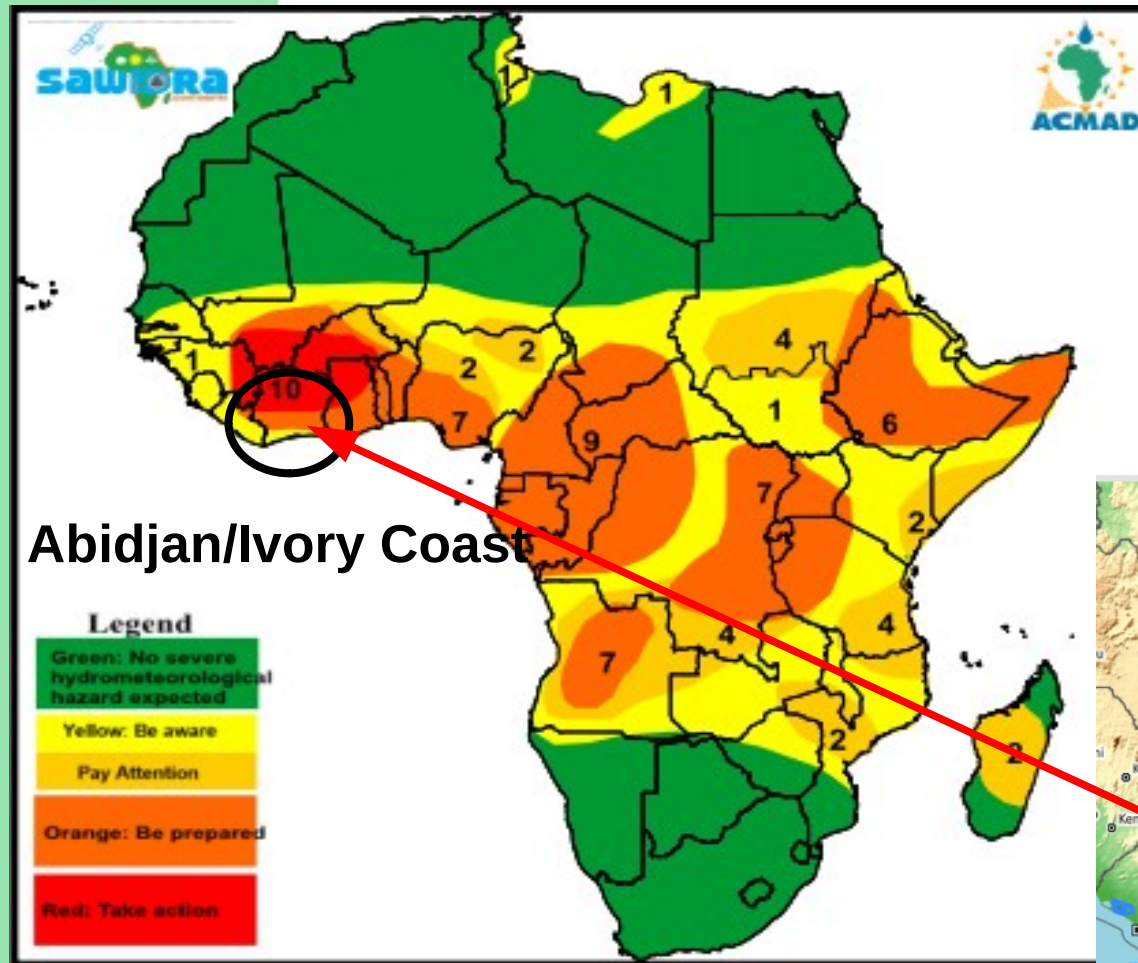 sawidra
ACMAD
1
1
4
1
2
2
10
7
1
6
9
7
2
4
4
7
2
2
Abidjan/Ivory Coast
Legend
Green: No severe
hydrometeorological
hazard expected
Yellow: Be aware
Pay Attention
Orange: Be prepared
Red: Take action
Ken